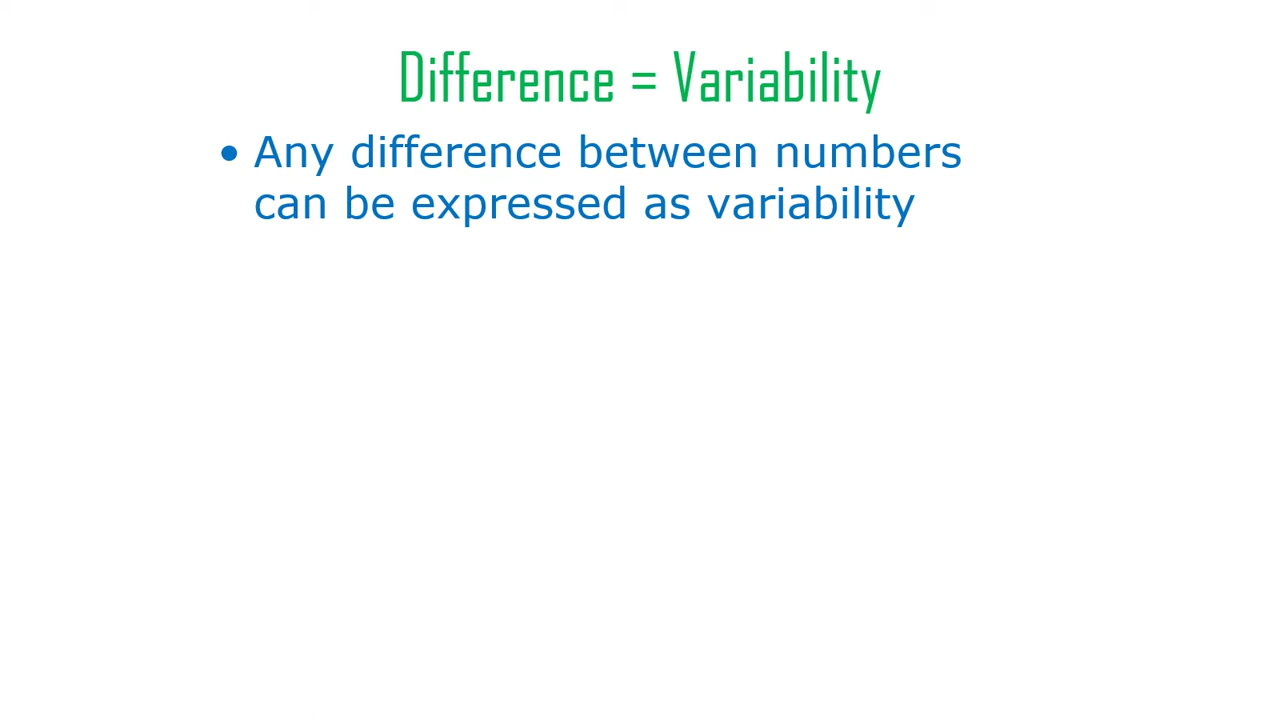 Difference = Variability
• Any difference between numbers
can be expressed as variability